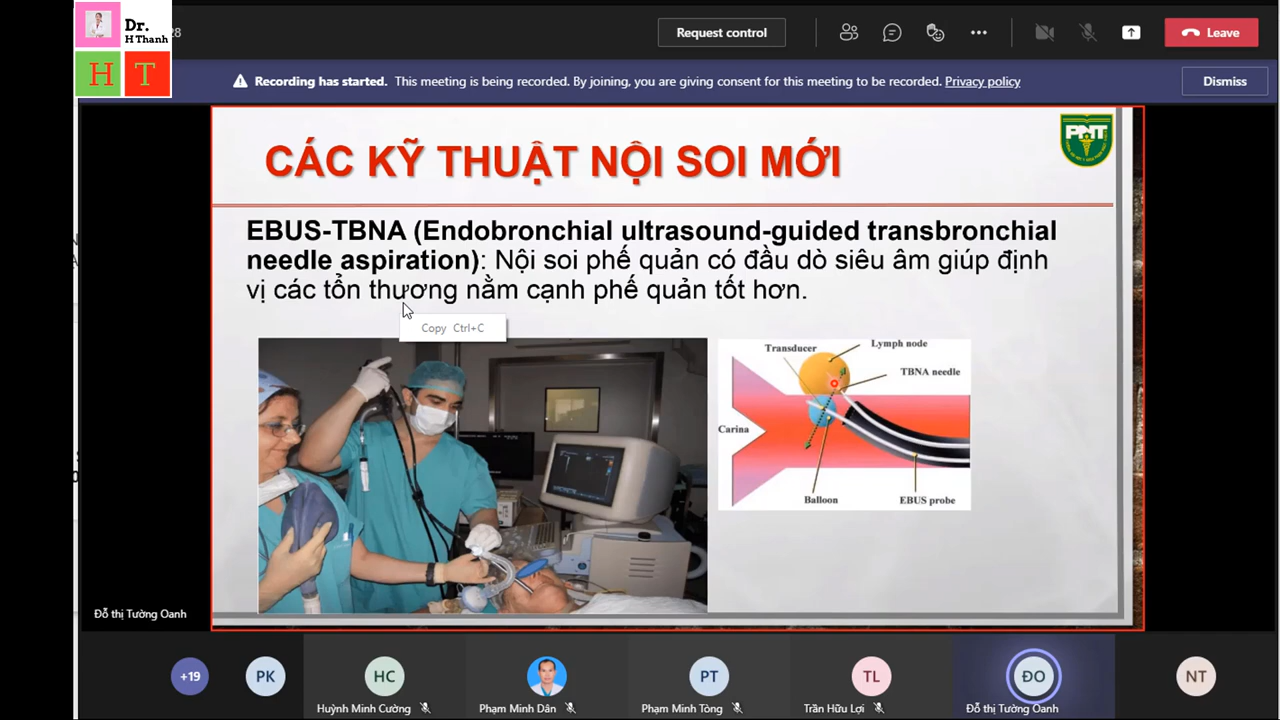 Dr.
H Thanh
H T
28
Request control
Leave
Recording has started. This meeting is being recorded. By joining, you are giving consent for this meeting to be recorded. Privacy policy
Dismiss
PNT
CÁC KỸ THUẬT NỘI SOI MỚI
EBUS-TBNA (Endobronchial ultrasound-guided transbronchial
needle aspiration): Nội soi phế quản có đầu dò siêu âm giúp định
vị các tổn thương nằm cạnh phế quản tốt hơn.
Copy Ctrl+C
Transducer
Lymph node
TBNA needle
Carina
Balloon
EBUS probe
Đỗ thị Tường Oanh
+19
PK
HC
PT
TL
ĐO
NT
Huỳnh Minh Cường
Phạm Minh Dân
Phạm Minh Tòng
Trần Hữu Lợi
Đỗ thị Tường Oanh